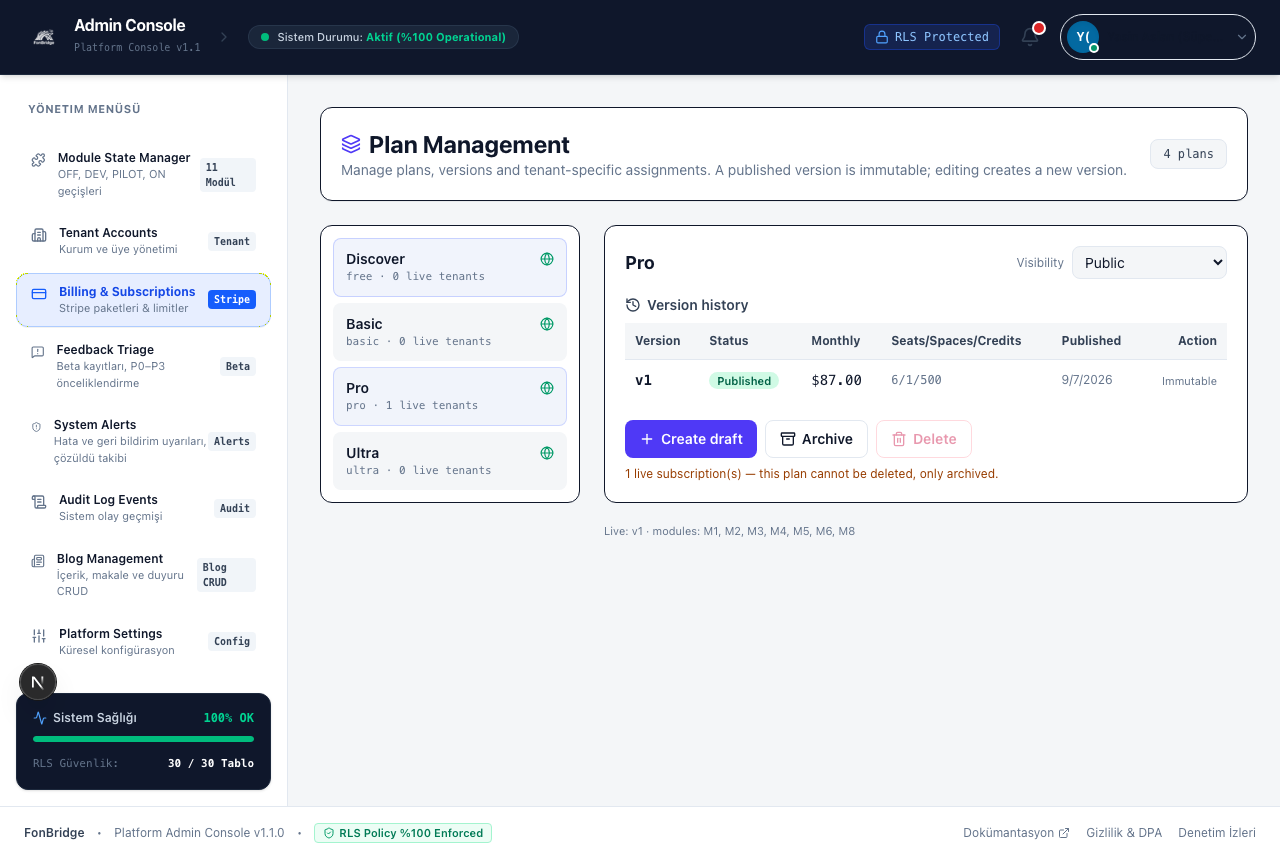 FonBridge
Admin Console
Platform Console v1.1
Sistem Durumu: Aktif (%100 Operational)
RLS Protected
Y(
YÖNETIM MENÜSÜ
Module State Manager
OFF, DEV, PILOT, ON
geçişleri
11
Modül
Tenant Accounts
Kurum ve üye yönetimi
Tenant
Billing & Subscriptions
Stripe paketleri & limitler
Stripe
Feedback Triage
Beta kayıtları, P0–P3
önceliklendirme
Beta
System Alerts
Hata ve geri bildirim uyarıları,
çözüldü takibi
Alerts
Audit Log Events
Sistem olay geçmişi
Audit
Blog Management
İçerik, makale ve duyuru
CRUD
Blog
CRUD
Platform Settings
Küresel konfigürasyon
Config
N
Sistem Sağlığı
100% OK
RLS Güvenlik:
30 / 30 Tablo
Plan Management
Manage plans, versions and tenant-specific assignments. A published version is immutable; editing creates a new version.
4 plans
Discover
free · 0 live tenants
Basic
basic · 0 live tenants
Pro
pro · 1 live tenants
Ultra
ultra · 0 live tenants
Pro
Visibility
Public
Version history
Version Status Monthly Seats/Spaces/Credits Published Action
v1 Published $87.00 6/1/500 9/7/2026 Immutable
Create draft
Archive
Delete
1 live subscription(s) — this plan cannot be deleted, only archived.
Live: v1 · modules: M1, M2, M3, M4, M5, M6, M8
FonBridge • Platform Admin Console v1.1.0 • RLS Policy %100 Enforced
Dokümantasyon
Gizlilik & DPA
Denetim İzleri